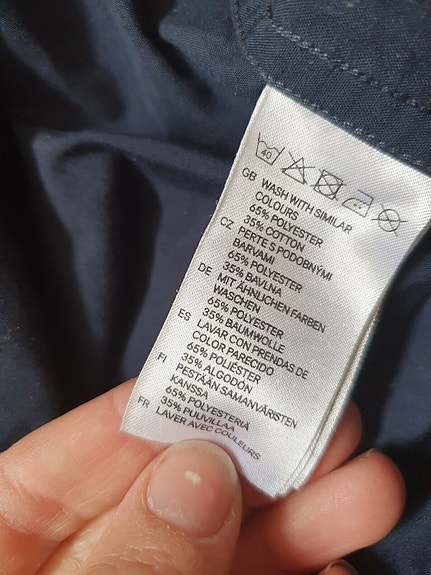 40
GB WASH WITH SIMILAR
COLOURS
65% POLYESTER
35% COTTON
CZ PERTE S PODOBNÝMI
BARVAMI
65% POLYESTER
35% BAVLNA
DE MIT ÄHNLICHEN FARBEN
WASCHEN
65% POLYESTER
35% BAUMWOLLE
ES LAVAR CON PRENDAS DE
COLOR PARECIDO
65% POLIÉSTER
35% ALGODÓN
FI PESTÄÄN SAMANVÄRISTEN
KANSSA
65% POLYESTERIÄ
35% PUUVILLAA
FR LAVER AVEC COULEURS